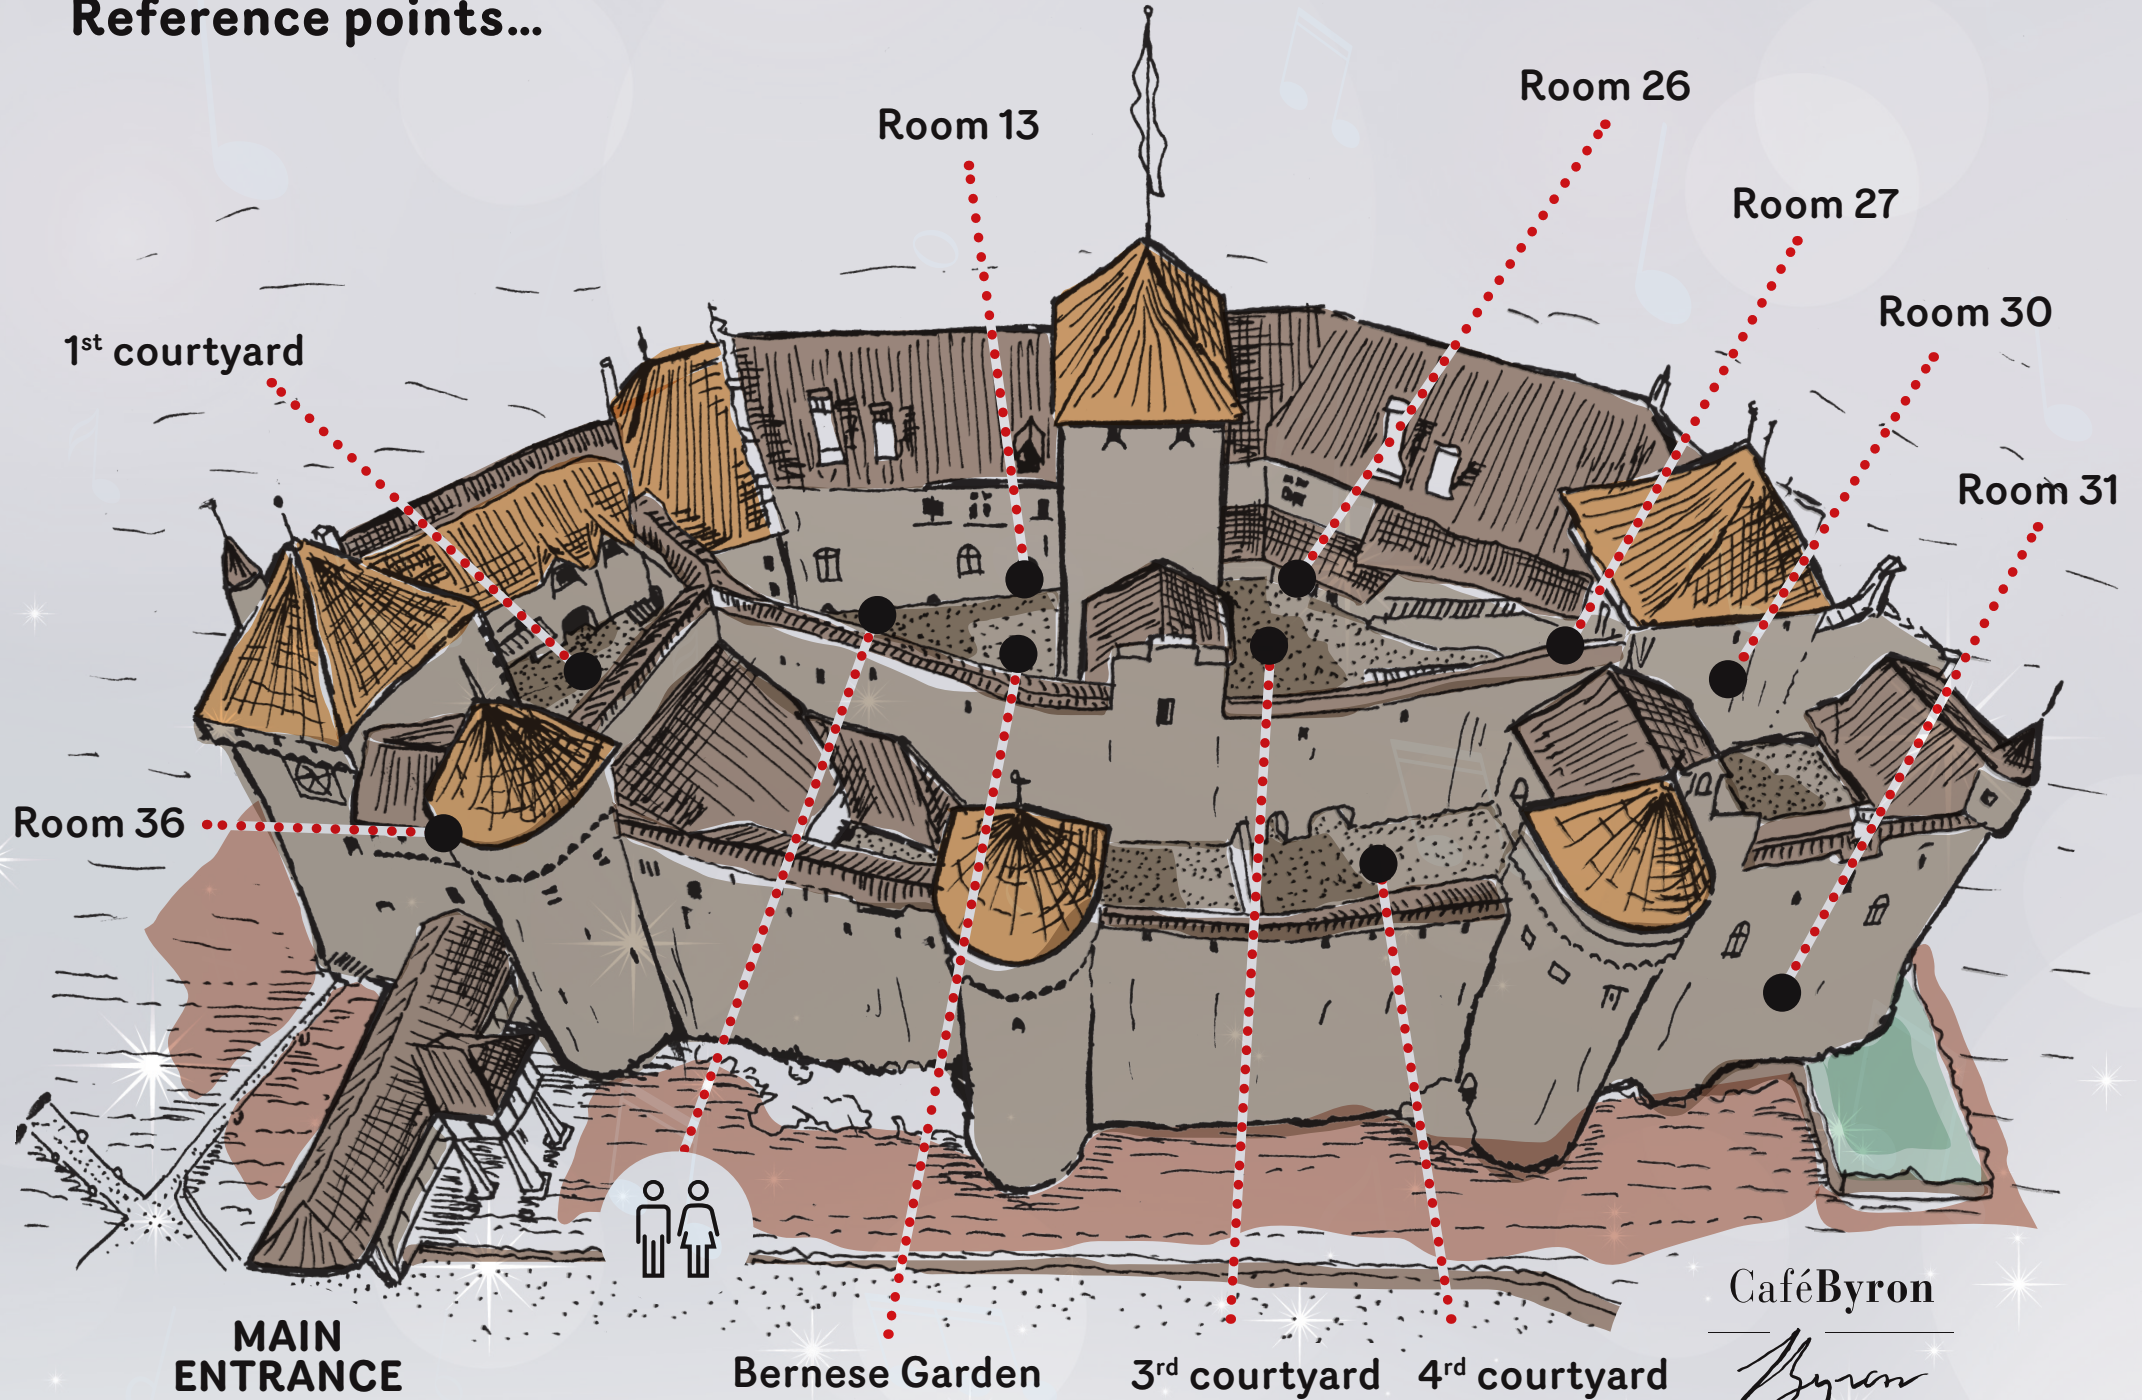 Reference points...
Room 13
Room 26
Room 27
Room 30
1st courtyard
Room 31
Room 36
MAIN
ENTRANCE
Bernese Garden
3rd courtyard
4rd courtyard
CaféByron
Byron